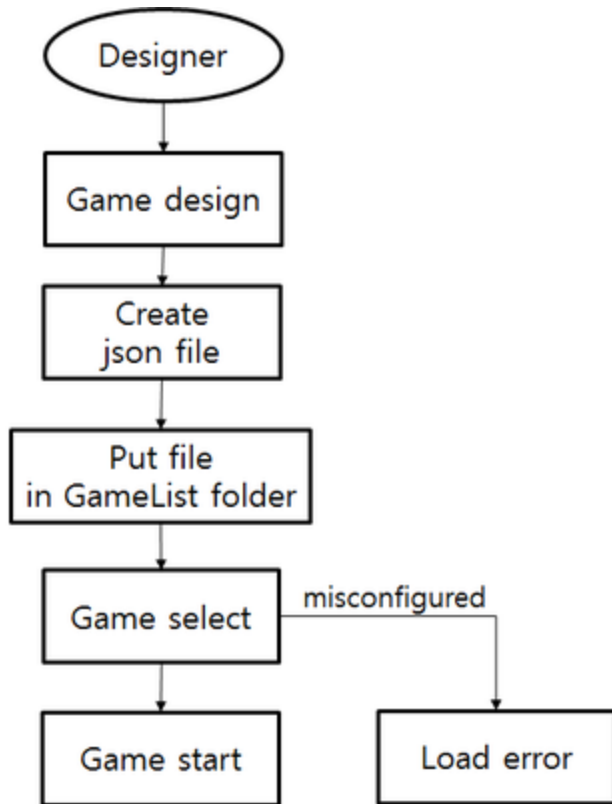 Designer
Game design
Create
json file
Put file
in GameList folder
Game select
misconfigured
Game start
Load error